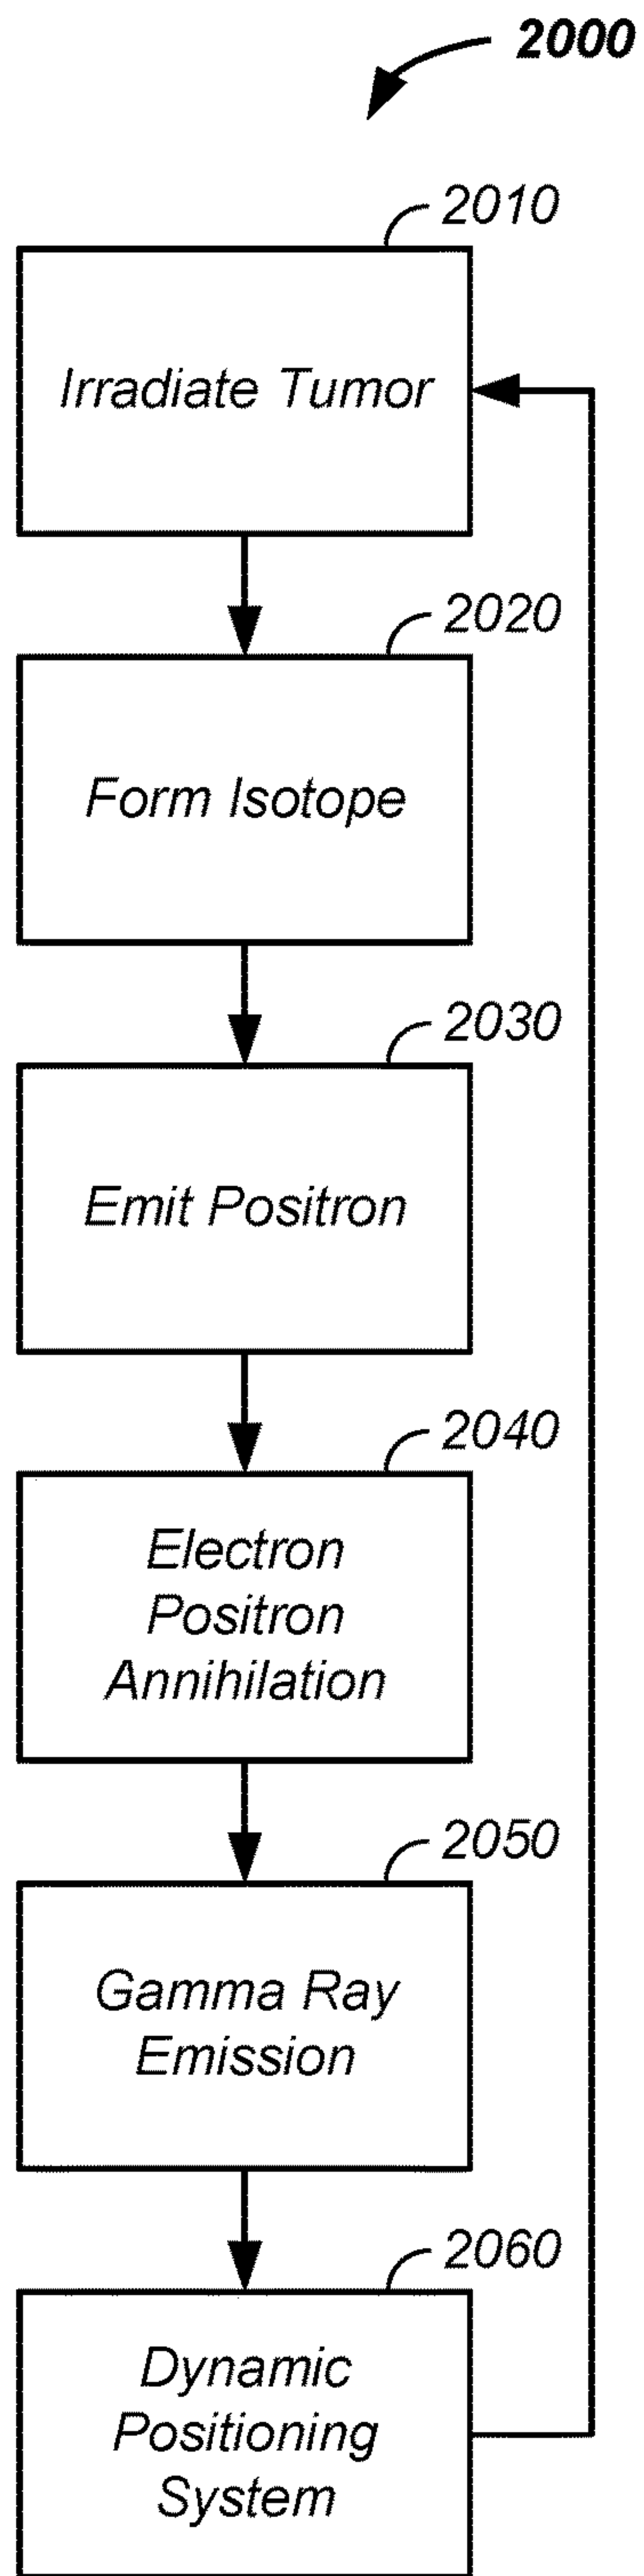 2000
2010
Irradiate Tumor
2020
Form Isotope
2030
Emit Positron
2040
Electron
Positron
Annihilation
2050
Gamma Ray
Emission
2060
Dynamic
Positioning
System